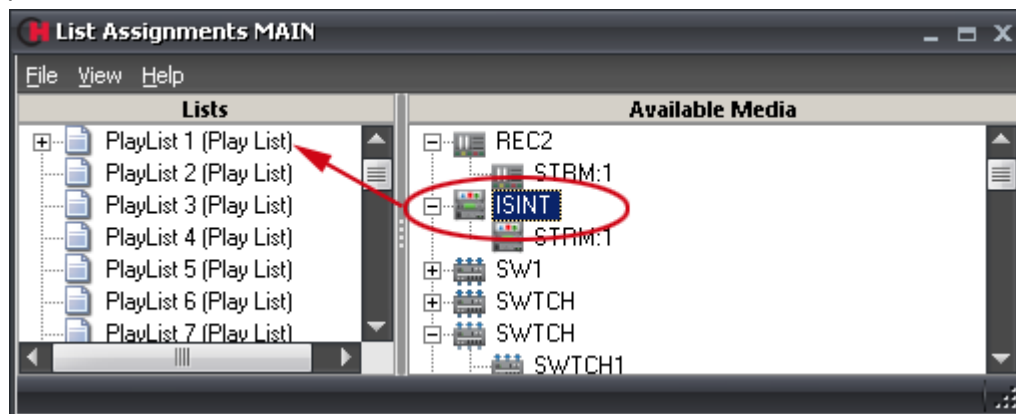 List Assignments MAIN
File View Help
Lists
PlayList 1 (Play List)
PlayList 2 (Play List)
PlayList 3 (Play List)
PlayList 4 (Play List)
PlayList 5 (Play List)
PlayList 6 (Play List)
PlayList 7 (Play List)
Available Media
REC2
STRM:1
ISINT
STRM:1
SW1
SWTCH
SWTCH
SWTCH1